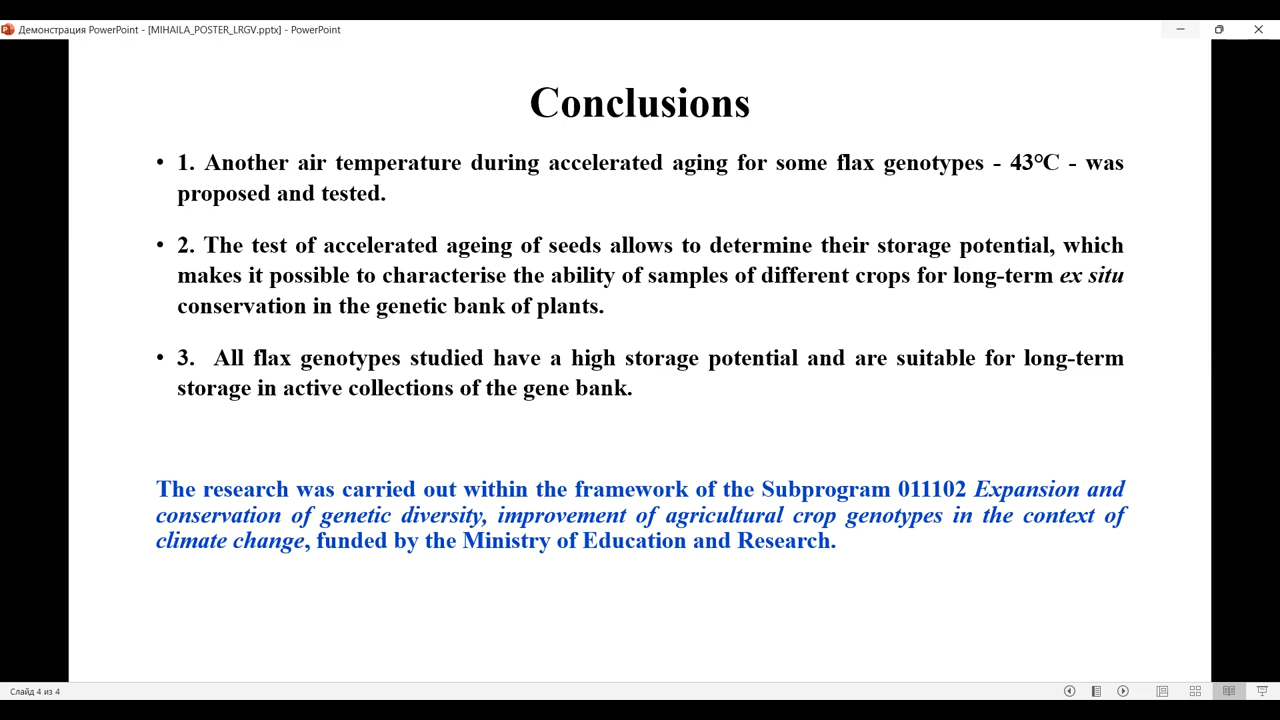 Демонстрация PowerPoint - [MIHAILA_POSTER_LRGV.pptx] - PowerPoint
Conclusions
• 1. Another air temperature during accelerated aging for some flax genotypes - 43°C - was
proposed and tested.
• 2. The test of accelerated ageing of seeds allows to determine their storage potential, which
makes it possible to characterise the ability of samples of different crops for long-term ex situ
conservation in the genetic bank of plants.
• 3. All flax genotypes studied have a high storage potential and are suitable for long-term
storage in active collections of the gene bank.
The research was carried out within the framework of the Subprogram 011102 Expansion and
conservation of genetic diversity, improvement of agricultural crop genotypes in the context of
climate change, funded by the Ministry of Education and Research.
Слайд 4 из 4